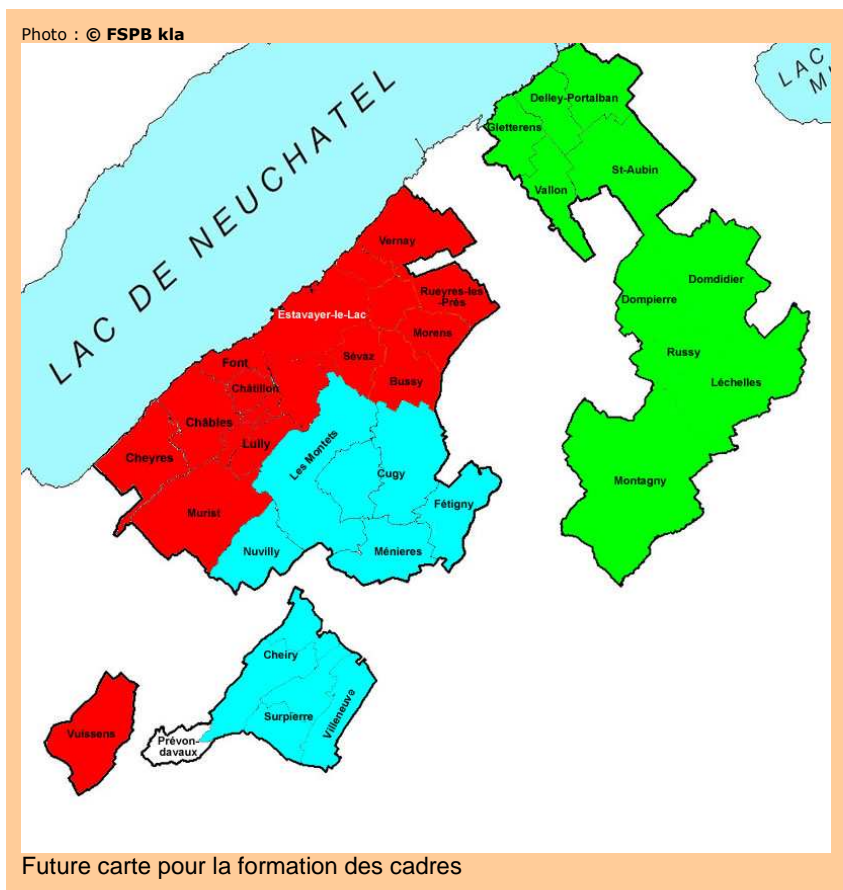 Photo : © FSPB kla
LAC
M
LAC DE NEUCHATEL
Delley-Portalban
Gletterens
St-Aubin
Vallon
Vernay
Domdidier
Rueyres-les
-Prés
Dompierre
Estavayer-le-Lac
Morens
Russy
Sévaz
Font
Bussy
Léchelles
Châtillon
Châbles
Lully
Les Montets
Cheyres
Cugy
Montagny
Fétigny
Murist
Nuvilly
Ménieres
Cheiry
Villeneuve
Surpierre
Vuissens
Prévon-
davaux
Future carte pour la formation des cadres